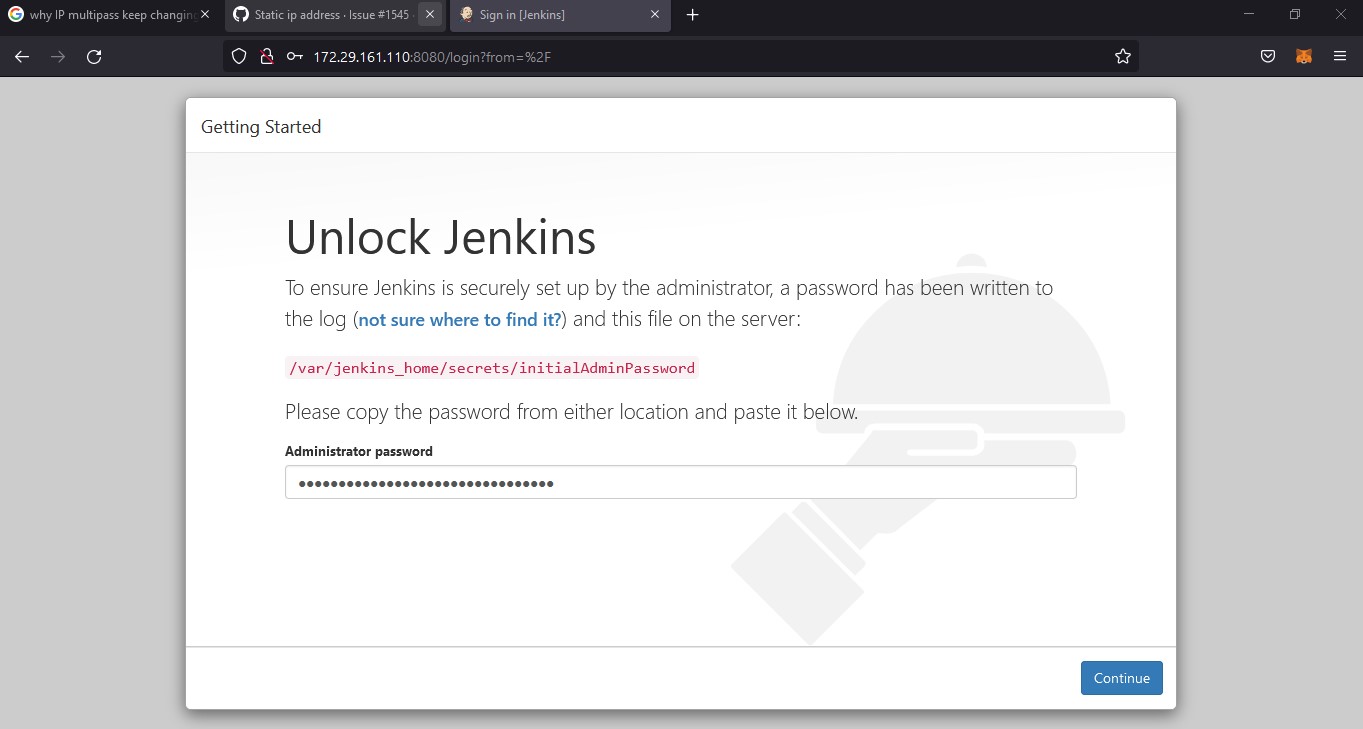 why IP multipass keep changing
Static ip address · Issue #1545 ·
Sign in [Jenkins]
172.29.161.110:8080/login?from=%2F
Getting Started
Unlock Jenkins
To ensure Jenkins is securely set up by the administrator, a password has been written to
the log (not sure where to find it?) and this file on the server:
/var/jenkins_home/secrets/initialAdminPassword
Please copy the password from either location and paste it below.
Administrator password
Continue